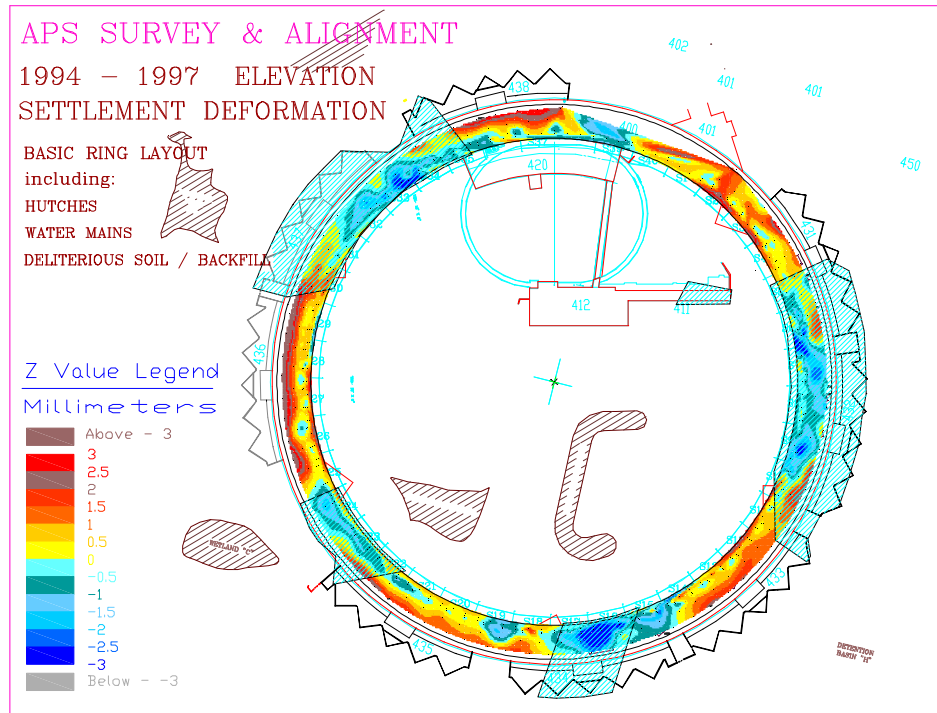 APS SURVEY & ALIGNMENT
1994 - 1997 ELEVATION
SETTLEMENT DEFORMATION
BASIC RING LAYOUT
including:
HUTCHES
WATER MAINS
DELITERIOUS SOIL / BACKFILL
402
401
401
401
400
450
438
420
412
411
436
435
433
WETLAND "C"
DETENTION
BASIN "H"
Z Value Legend
Millimeters
Above - 3
3
2.5
2
1.5
1
0.5
0
-0.5
-1
-1.5
-2
-2.5
-3
Below - -3